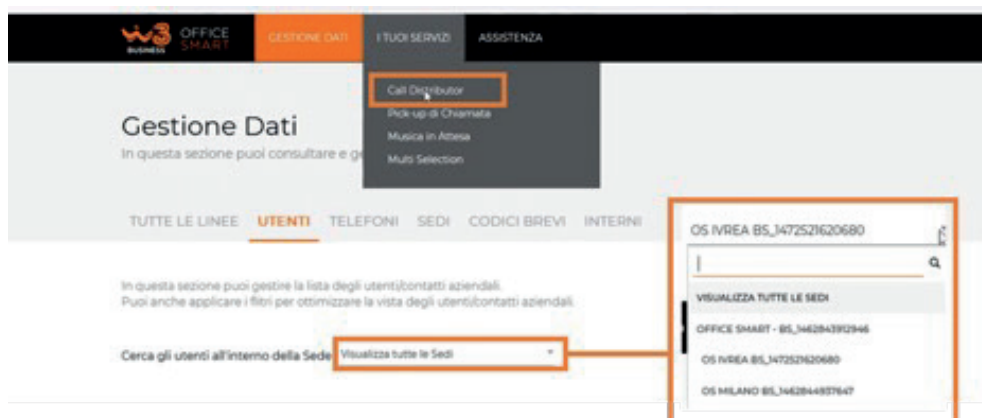 W3 OFFICE SMART
BUSINESS
GESTIONE DATI
I TUOI SERVIZI
ASSISTENZA
Call Distributor
Pick-up di Chiamata
Musica in Attesa
Multi Selection
Gestione Dati
In questa sezione puoi consultare e ge
TUTTE LE LINEE UTENTI TELEFONI SEDI CODICI BREVI INTERNI
In questa sezione puoi gestire la lista degli utenti/contatti aziendali.
Puoi anche applicare i filtri per ottimizzare la vista degli utenti/contatti aziendali.
Cerca gli utenti all'interno della Sede Visualizza tutte le Sedi
OS IVREA BS_1472521620680
VISUALIZZA TUTTE LE SEDI
OFFICE SMART - BS_1462843912946
OS IVREA BS_1472521620680
OS MILANO BS_1462844937647